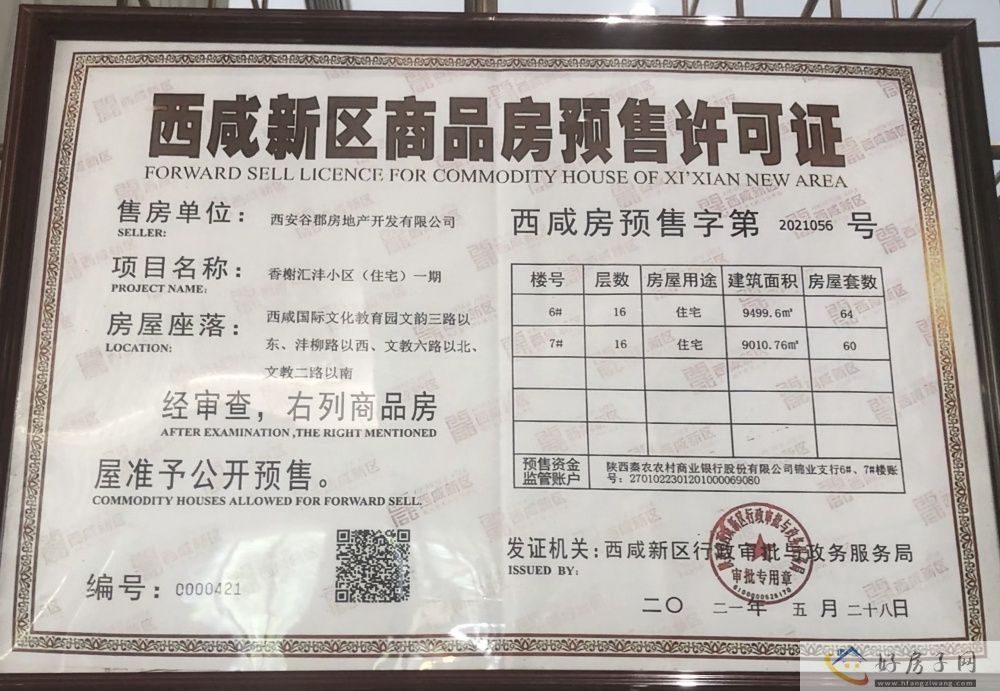 西咸新区商品房预售许可证
FORWARD SELL LICENCE FOR COMMODITY HOUSE OF XI'XIAN NEW AREA
售房单位： 西安谷郡房地产开发有限公司
SELLER:
项目名称： 香榭汇沣小区（住宅）一期
PROJECT NAME:
房屋座落： 西咸国际文化教育园文韵三路以
LOCATION:
东、沣柳路以西、文教六路以北、
文教二路以南
经审查，右列商品房
AFTER EXAMINATION ,THE RIGHT MENTIONED
屋准予公开预售。
COMMODITY HOUSES ALLOWED FOR FORWARD SELL.
编号：0000421
西咸房预售字第 2021056 号
楼号 层数 房屋用途 建筑面积 房屋套数
6# 16 住宅 9499.6㎡ 64
7# 16 住宅 9010.76㎡ 60
预售资金
监管账户
陕西秦农农村商业银行股份有限公司锦业支行6#、7#楼账
号：2701022301201000069080
发证机关：西咸新区行政审批与政务服务局
ISSUED BY:
审批专用章
二〇二一年 五月二十八日
西咸新区
好房子网
www.hfangziwang.com